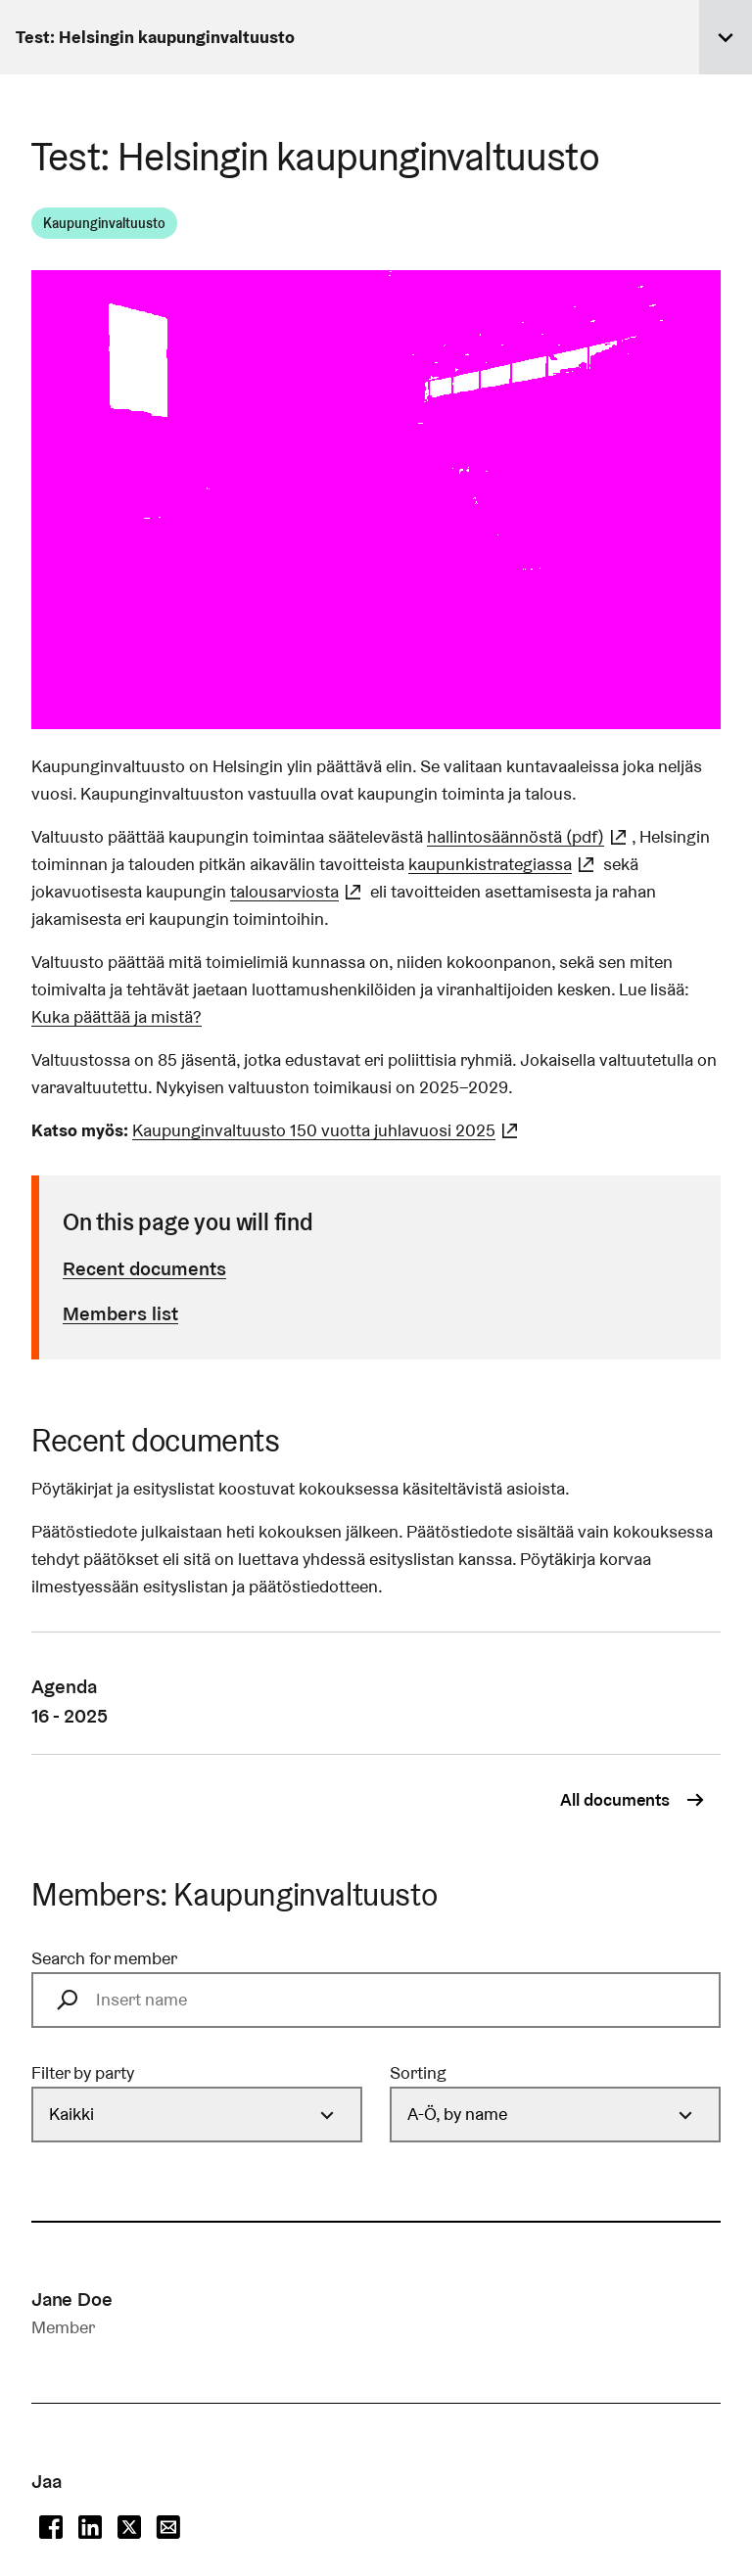 Test: Helsingin kaupunginvaltuusto
Test: Helsingin kaupunginvaltuusto
Kaupunginvaltuusto
Kaupunginvaltuusto on Helsingin ylin päättävä elin. Se valitaan kuntavaaleissa joka neljäs
vuosi. Kaupunginvaltuuston vastuulla ovat kaupungin toiminta ja talous.
Valtuusto päättää kaupungin toimintaa säätelevästä hallintosäännöstä (pdf) , Helsingin
toiminnan ja talouden pitkän aikavälin tavoitteista kaupunkistrategiassa sekä
jokavuotisesta kaupungin talousarviosta eli tavoitteiden asettamisesta ja rahan
jakamisesta eri kaupungin toimintoihin.
Valtuusto päättää mitä toimielimiä kunnassa on, niiden kokoonpanon, sekä sen miten
toimivalta ja tehtävät jaetaan luottamushenkilöiden ja viranhaltijoiden kesken. Lue lisää:
Kuka päättää ja mistä?
Valtuustossa on 85 jäsentä, jotka edustavat eri poliittisia ryhmiä. Jokaisella valtuutetulla on
varavaltuutettu. Nykyisen valtuuston toimikausi on 2025–2029.
Katso myös: Kaupunginvaltuusto 150 vuotta juhlavuosi 2025
On this page you will find
Recent documents
Members list
Recent documents
Pöytäkirjat ja esityslistat koostuvat kokouksessa käsiteltävistä asioista.
Päätöstiedote julkaistaan heti kokouksen jälkeen. Päätöstiedote sisältää vain kokouksessa
tehdyt päätökset eli sitä on luettava yhdessä esityslistan kanssa. Pöytäkirja korvaa
ilmestyessään esityslistan ja päätöstiedotteen.
Agenda
16 - 2025
All documents
Members: Kaupunginvaltuusto
Search for member
Insert name
Filter by party
Sorting
Kaikki
A-Ö, by name
Jane Doe
Member
Jaa